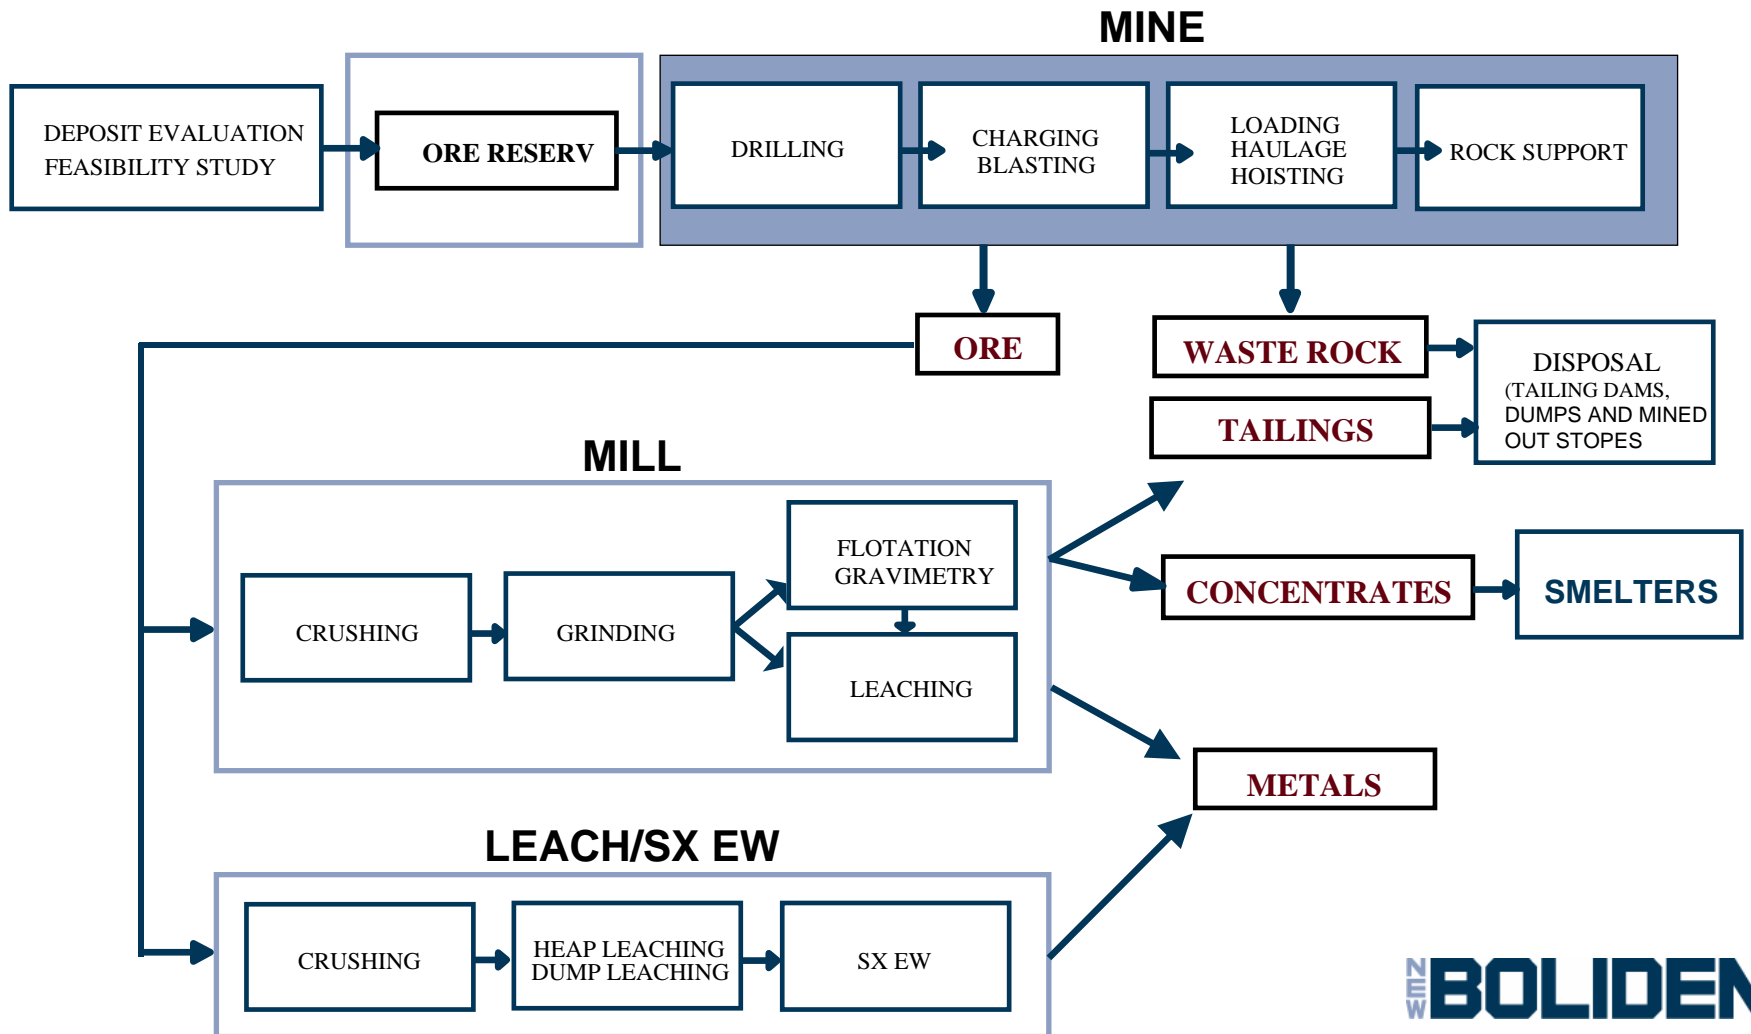 MINE
DEPOSIT EVALUATION
FEASIBILITY STUDY
ORE RESERV
DRILLING
CHARGING
BLASTING
LOADING
HAULAGE
HOISTING
ROCK SUPPORT
ORE
WASTE ROCK
TAILINGS
DISPOSAL
(TAILING DAMS,
DUMPS AND MINED
OUT STOPES
MILL
CRUSHING
GRINDING
FLOTATION
GRAVIMETRY
LEACHING
CONCENTRATES
SMELTERS
METALS
LEACH/SX EW
CRUSHING
HEAP LEACHING
DUMP LEACHING
SX EW
NEW
BOLIDEN